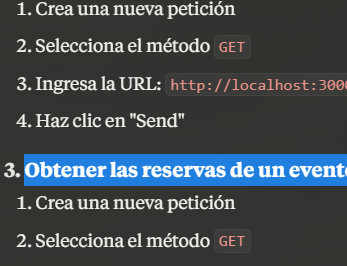 1. Crea una nueva petición
2. Selecciona el método GET
3. Ingresa la URL: http://localhost:300
4. Haz clic en "Send"
3. Obtener las reservas de un evento
1. Crea una nueva petición
2. Selecciona el método GET